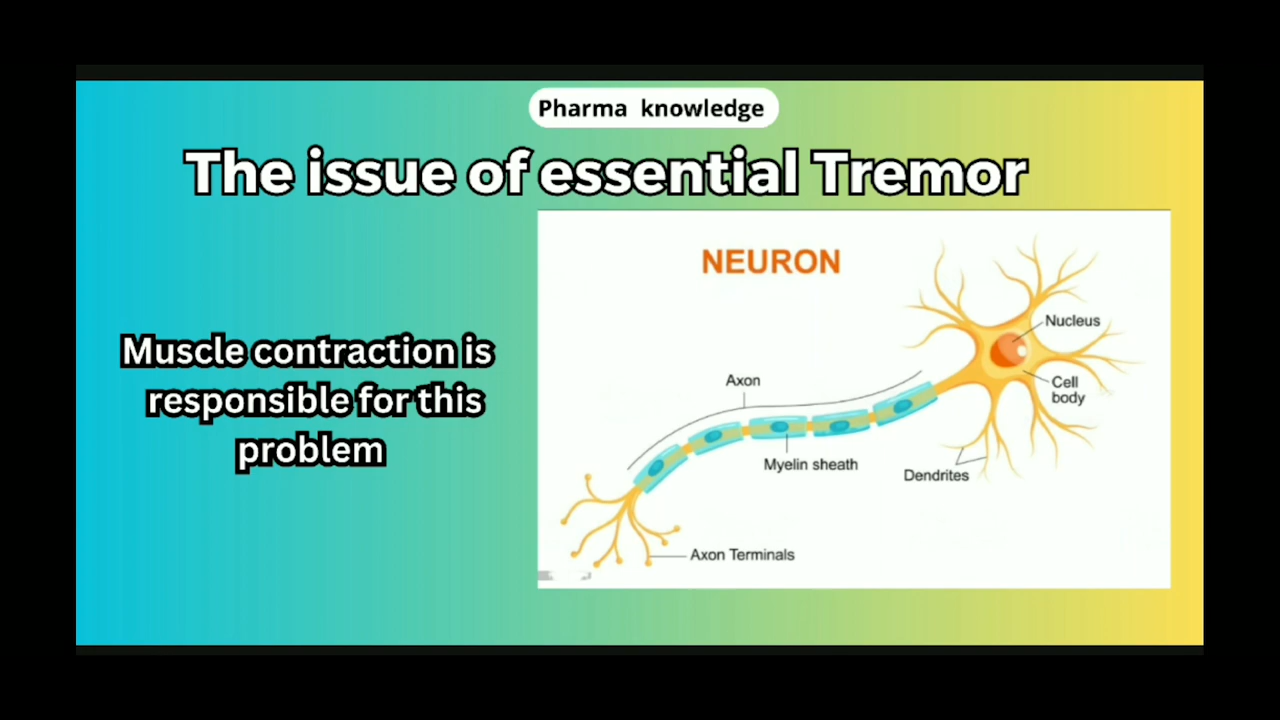 Pharma knowledge
The issue of essential Tremor
NEURON
Nucleus
Cell
body
Axon
Myelin sheath
Dendrites
Axon Terminals
Muscle contraction is
responsible for this
problem